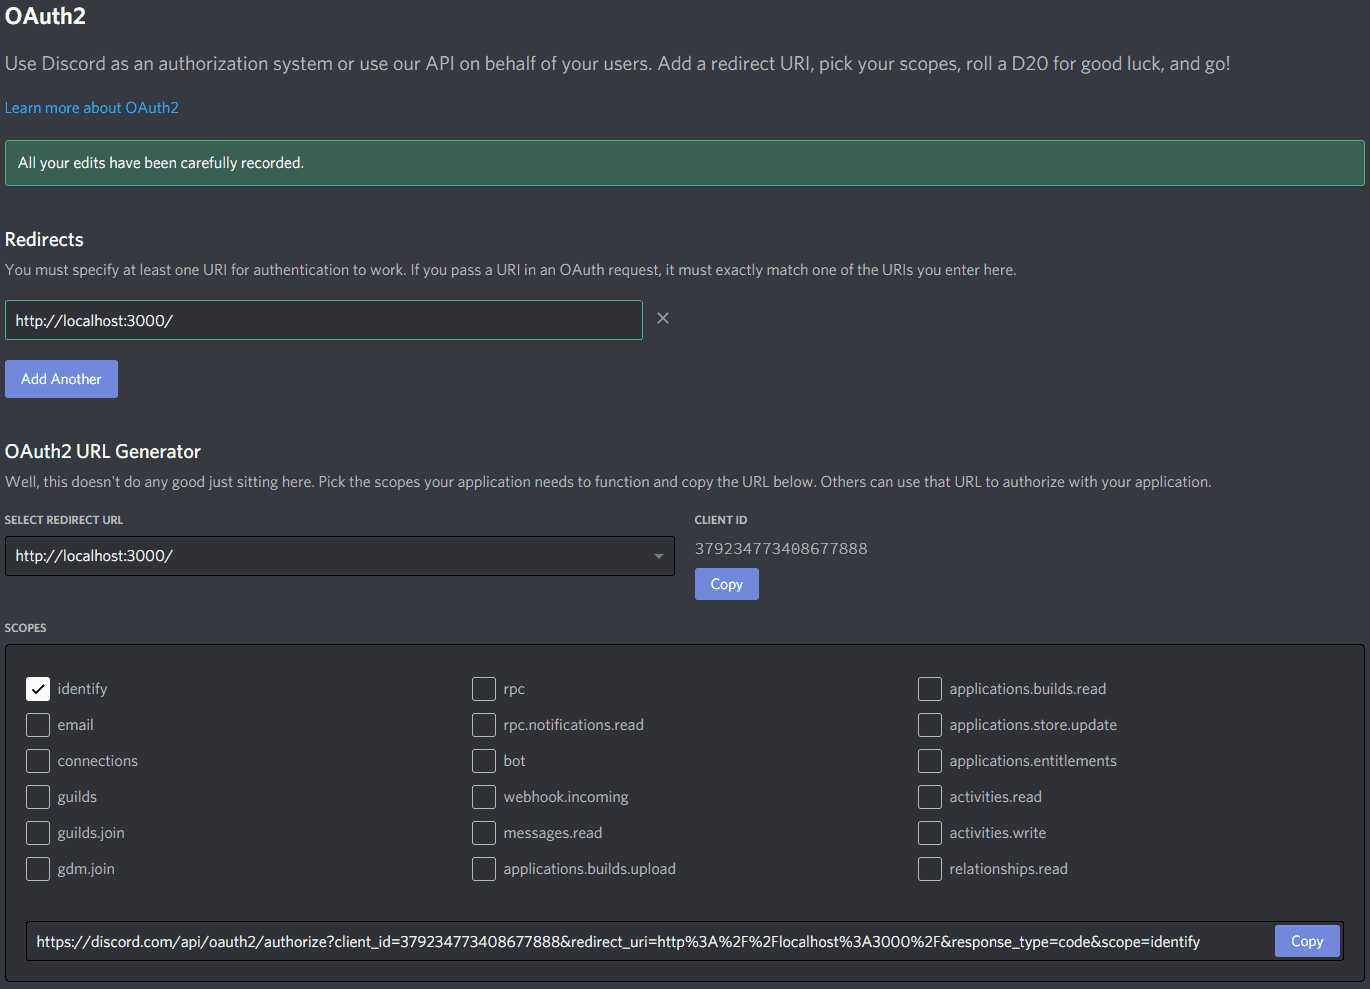 OAuth2
Use Discord as an authorization system or use our API on behalf of your users. Add a redirect URI, pick your scopes, roll a D20 for good luck, and go!
Learn more about OAuth2
All your edits have been carefully recorded.
Redirects
You must specify at least one URI for authentication to work. If you pass a URI in an OAuth request, it must exactly match one of the URIs you enter here.
http://localhost:3000/
Add Another
OAuth2 URL Generator
Well, this doesn't do any good just sitting here. Pick the scopes your application needs to function and copy the URL below. Others can use that URL to authorize with your application.
SELECT REDIRECT URL
http://localhost:3000/
CLIENT ID
379234773408677888
Copy
SCOPES
identify
email
connections
guilds
guilds.join
gdm.join
rpc
rpc.notifications.read
bot
webhook.incoming
messages.read
applications.builds.upload
applications.builds.read
applications.store.update
applications.entitlements
activities.read
activities.write
relationships.read
https://discord.com/api/oauth2/authorize?client_id=379234773408677888&redirect_uri=http%3A%2F%2Flocalhost%3A3000%2F&response_type=code&scope=identify
Copy